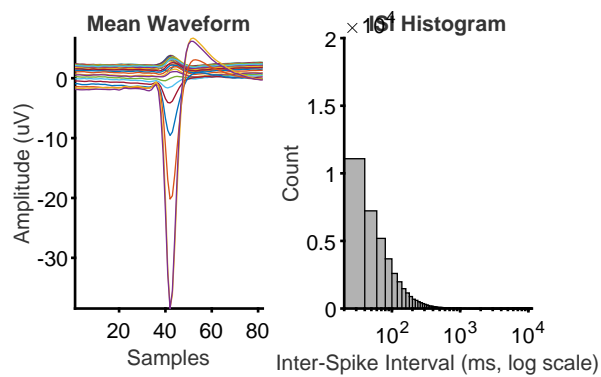 Mean Waveform
0
-10
-20
-30
Amplitude (uV)
20 40 60 80
Samples
× 10^4
ISI Histogram
2
1.5
1
0.5
0
Count
10^2 10^3 10^4
Inter-Spike Interval (ms, log scale)